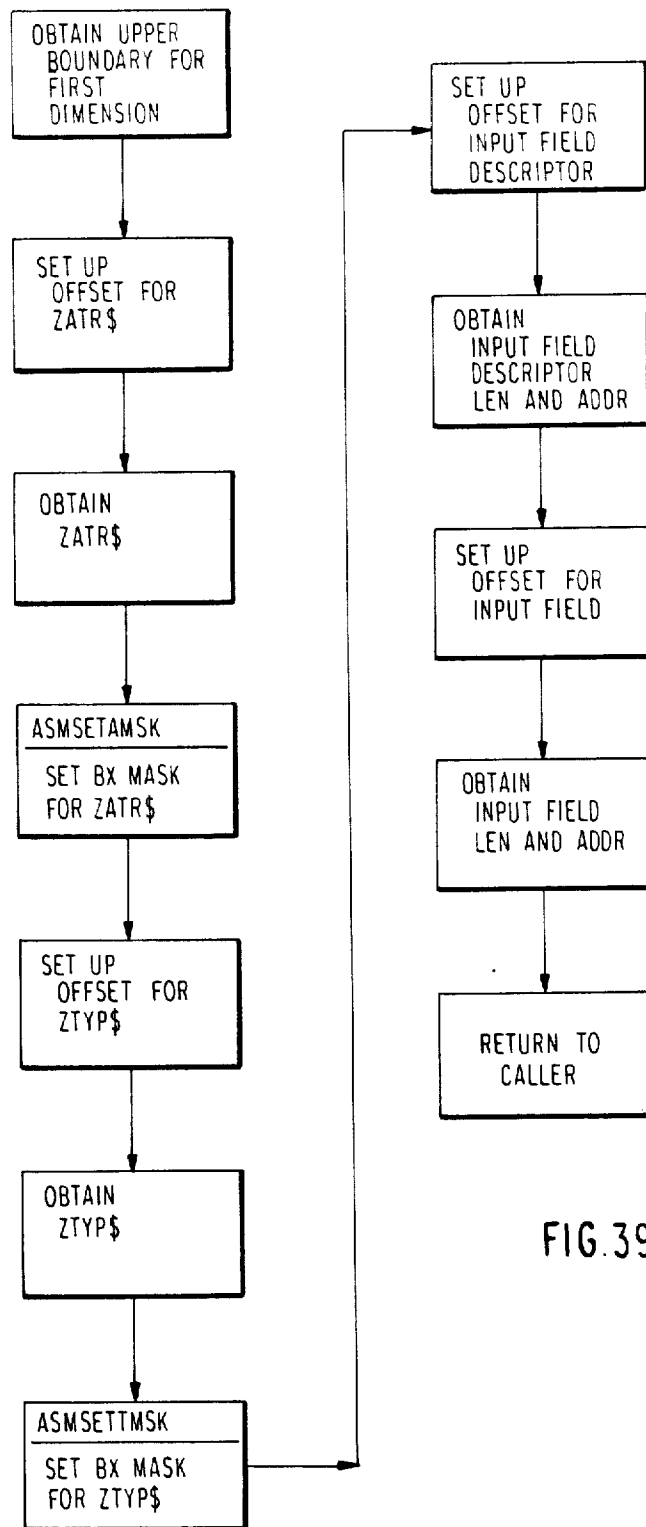 OBTAIN UPPER
BOUNDARY FOR
FIRST
DIMENSION
SET UP
OFFSET FOR
ZATR$
OBTAIN
ZATR$
ASMSETAMSK
SET BX MASK
FOR ZATR$
SET UP
OFFSET FOR
ZTYP$
OBTAIN
ZTYP$
ASMSETTMSK
SET BX MASK
FOR ZTYP$
SET UP
OFFSET FOR
INPUT FIELD
DESCRIPTOR
OBTAIN
INPUT FIELD
DESCRIPTOR
LEN AND ADDR
SET UP
OFFSET FOR
INPUT FIELD
OBTAIN
INPUT FIELD
LEN AND ADDR
RETURN TO
CALLER
FIG.39